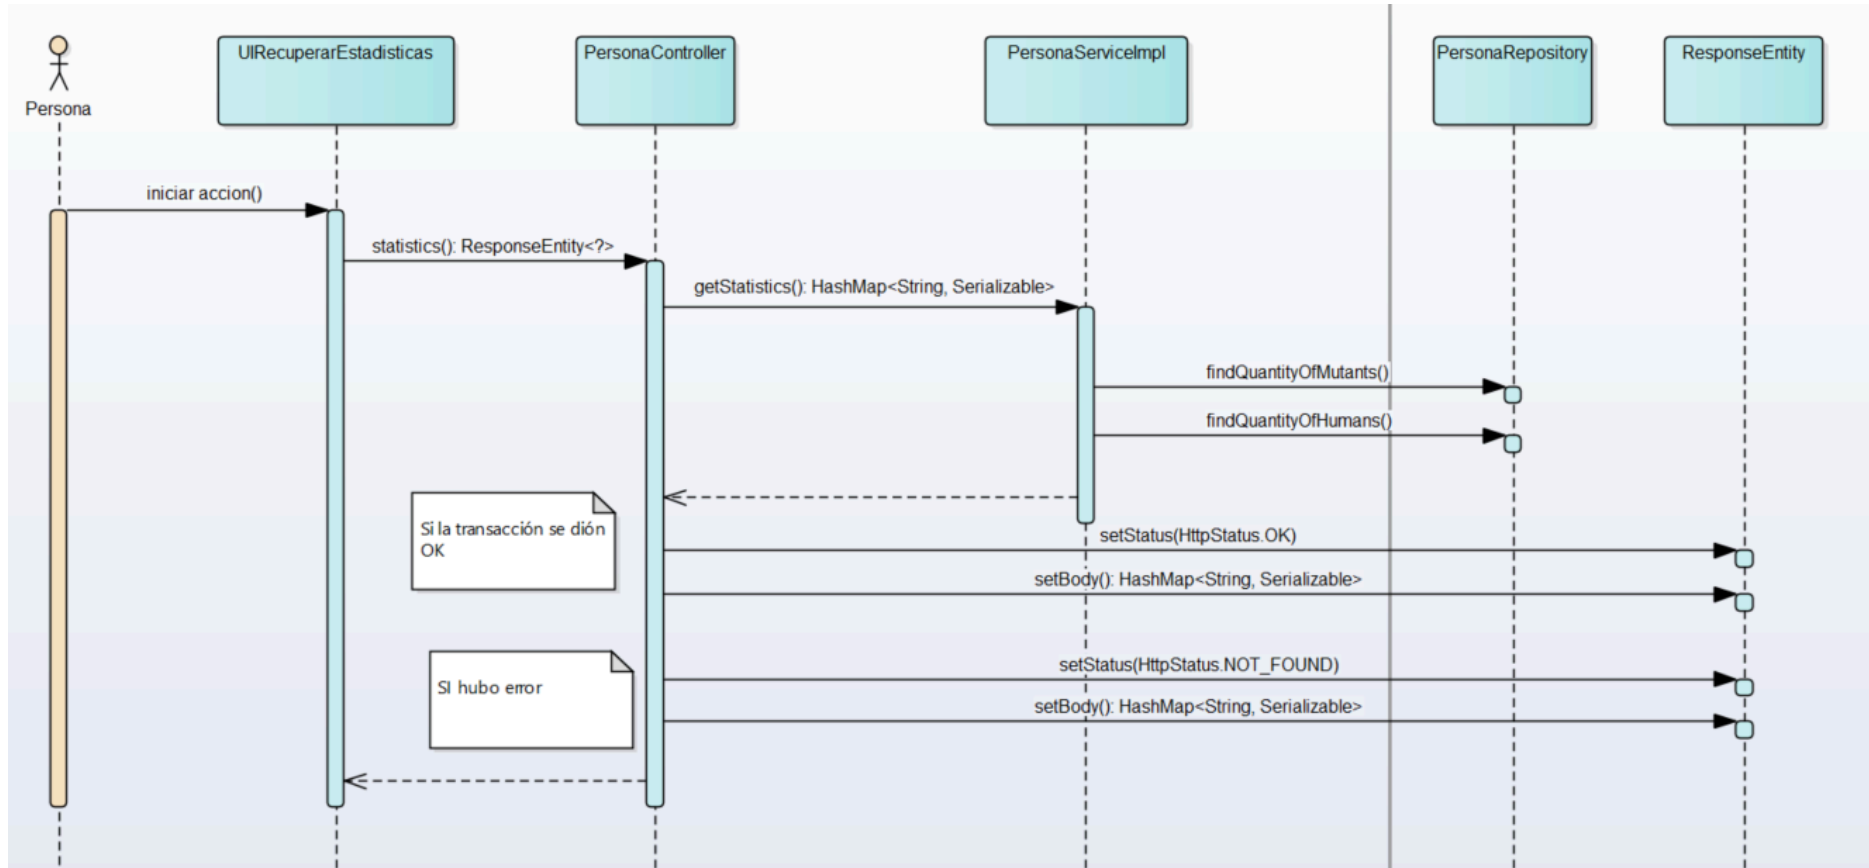 UIRecuperarEstadisticas
PersonaController
PersonaServiceImpl
PersonaRepository
ResponseEntity
Persona
iniciar accion()
statistics(): ResponseEntity<?>
getStatistics(): HashMap<String, Serializable>
findQuantityOfMutants()
findQuantityOfHumans()
Si la transacción se dión
OK
setStatus(HttpStatus.OK)
setBody(): HashMap<String, Serializable>
SI hubo error
setStatus(HttpStatus.NOT_FOUND)
setBody(): HashMap<String, Serializable>